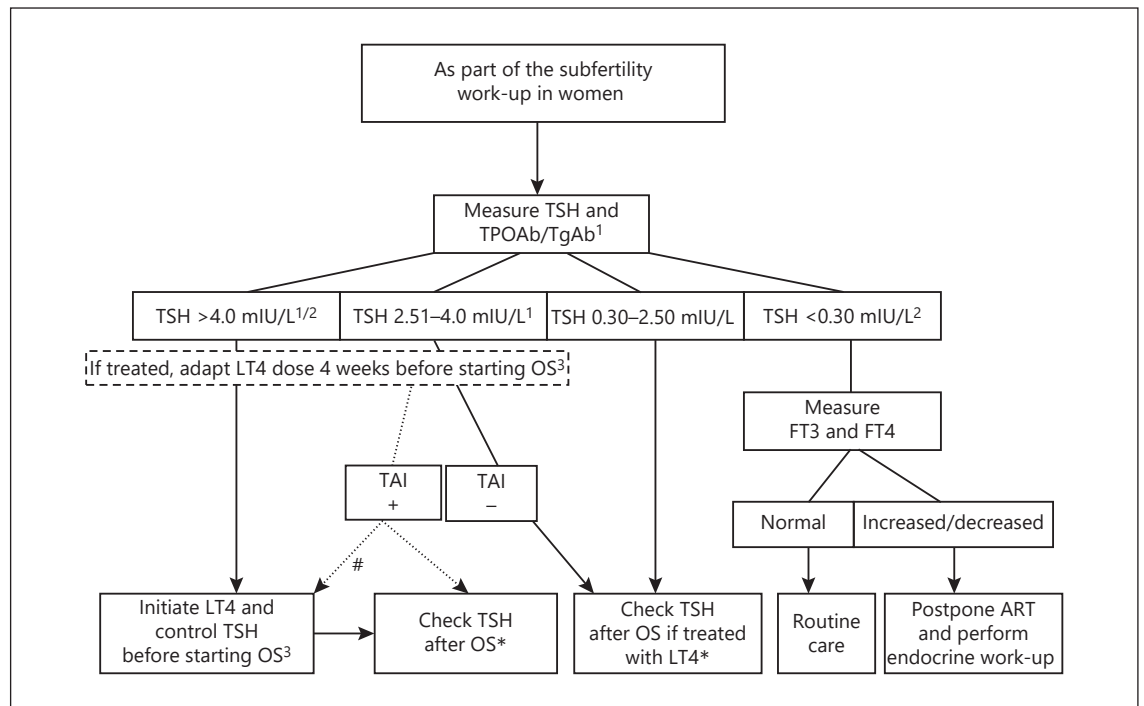 As part of the subfertility
work-up in women
Measure TSH and
TPOAb/TgAb¹
TSH >4.0 mIU/L¹/²
TSH 2.51–4.0 mIU/L¹
TSH 0.30–2.50 mIU/L
TSH <0.30 mIU/L²
If treated, adapt LT4 dose 4 weeks before starting OS³
Measure
FT3 and FT4
TAI
+
TAI
–
Normal
Increased/decreased
#
Initiate LT4 and
control TSH
before starting OS³
Check TSH
after OS*
Check TSH
after OS if treated
with LT4*
Routine
care
Postpone ART
and perform
endocrine work-up